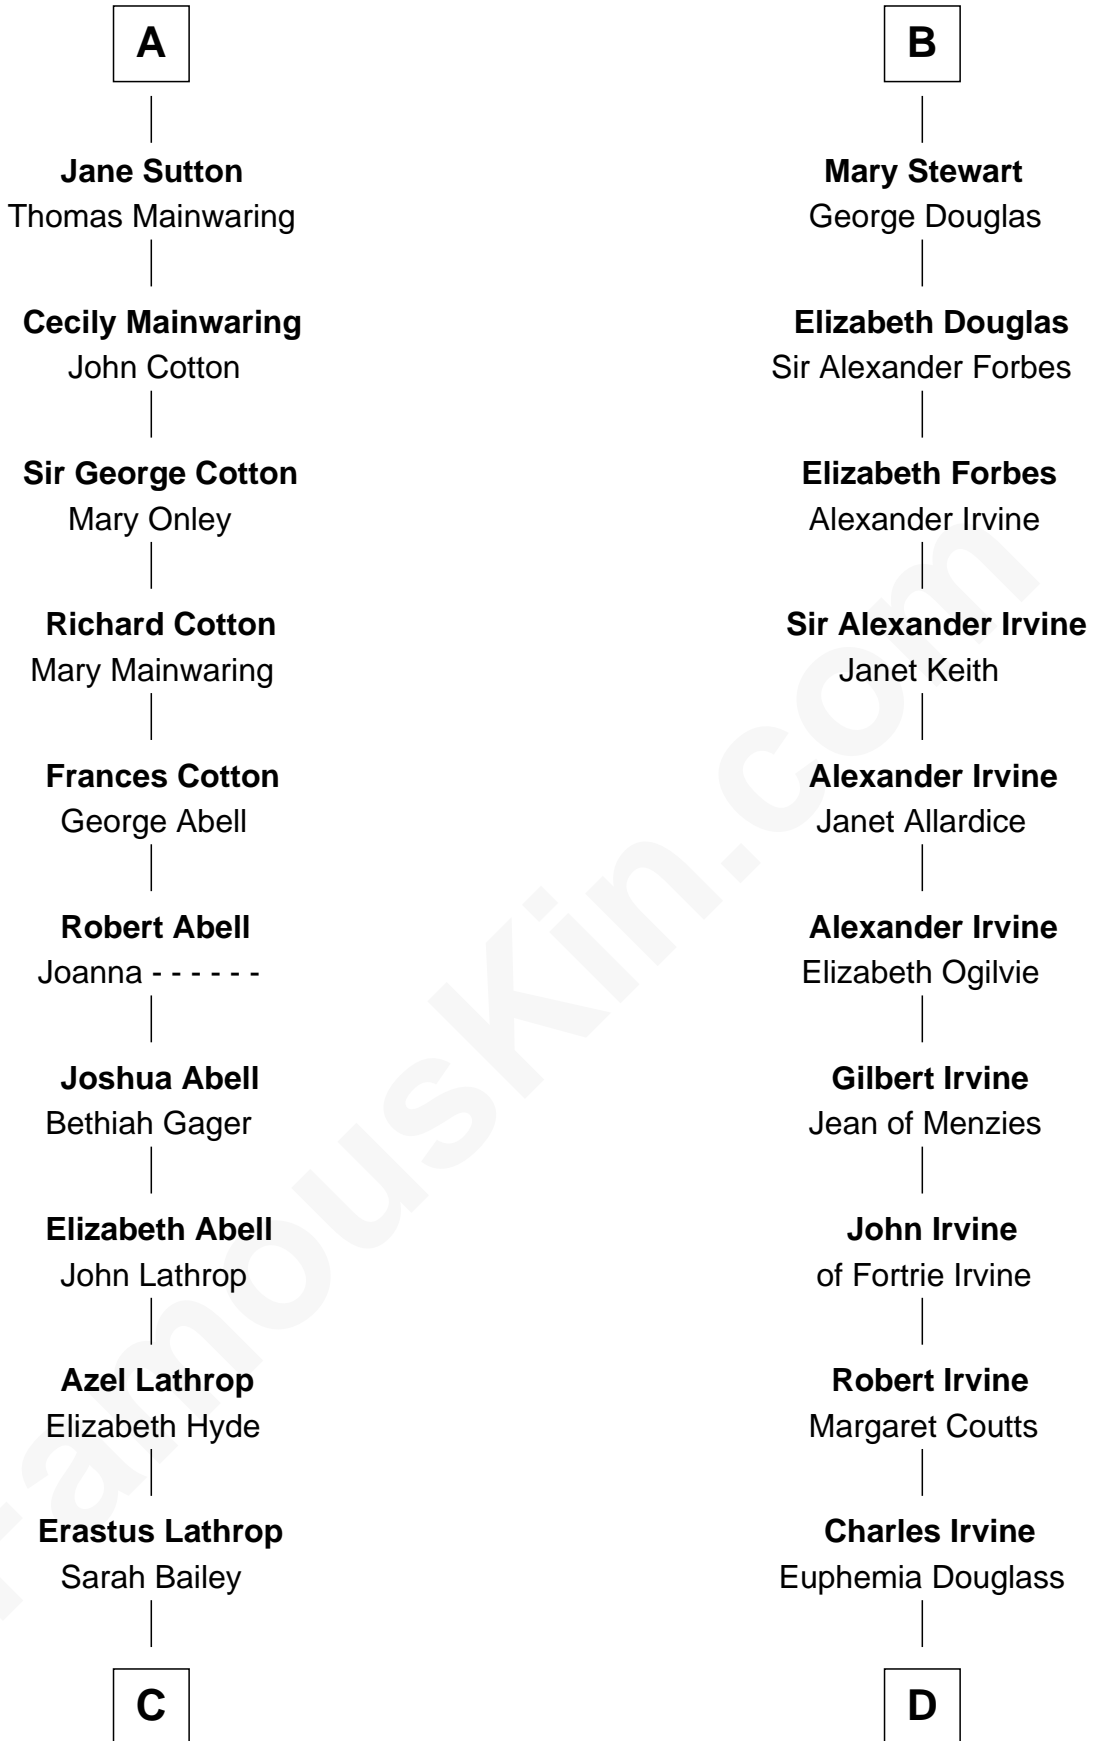 A
Jane Sutton
Thomas Mainwaring
Cecily Mainwaring
John Cotton
Sir George Cotton
Mary Onley
Richard Cotton
Mary Mainwaring
Frances Cotton
George Abell
Robert Abell
Joanna - - - - - -
Joshua Abell
Bethiah Gager
Elizabeth Abell
John Lathrop
Azel Lathrop
Elizabeth Hyde
Erastus Lathrop
Sarah Bailey
C
B
Mary Stewart
George Douglas
Elizabeth Douglas
Sir Alexander Forbes
Elizabeth Forbes
Alexander Irvine
Sir Alexander Irvine
Janet Keith
Alexander Irvine
Janet Allardice
Alexander Irvine
Elizabeth Ogilvie
Gilbert Irvine
Jean of Menzies
John Irvine
of Fortrie Irvine
Robert Irvine
Margaret Coutts
Charles Irvine
Euphemia Douglass
D
FamousKin.com